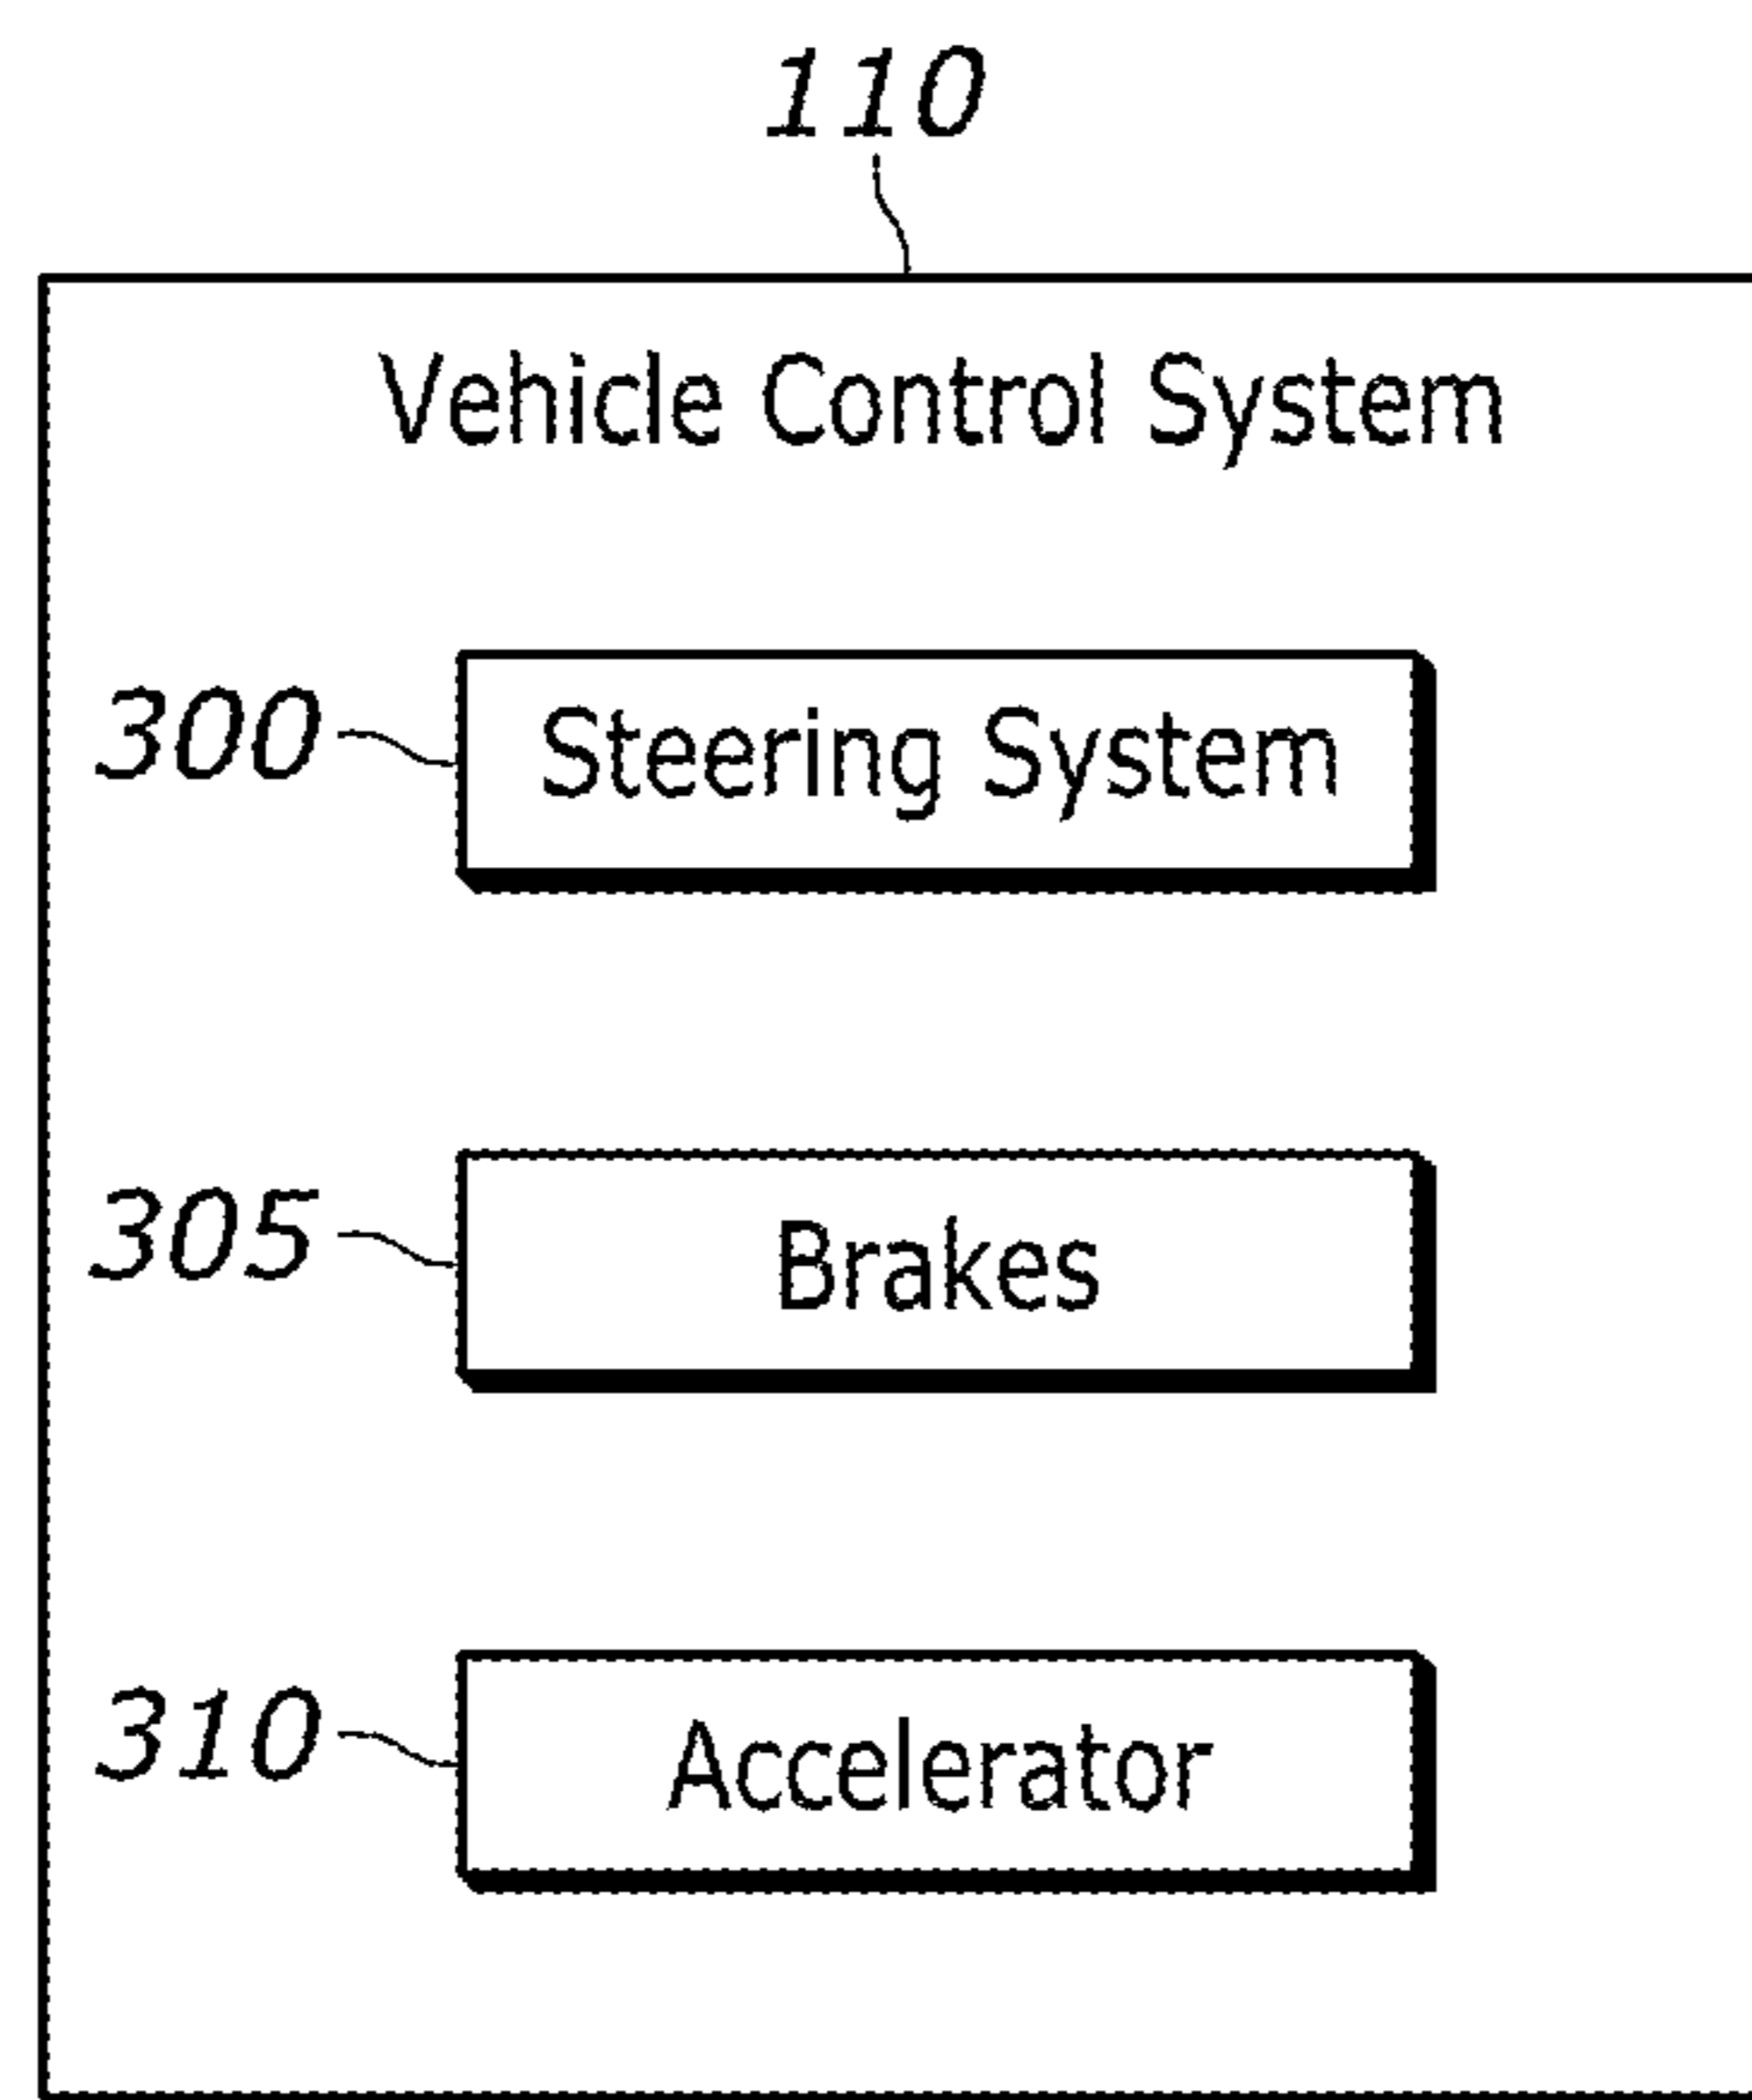 110
Vehicle Control System
300 Steering System
305 Brakes
310 Accelerator